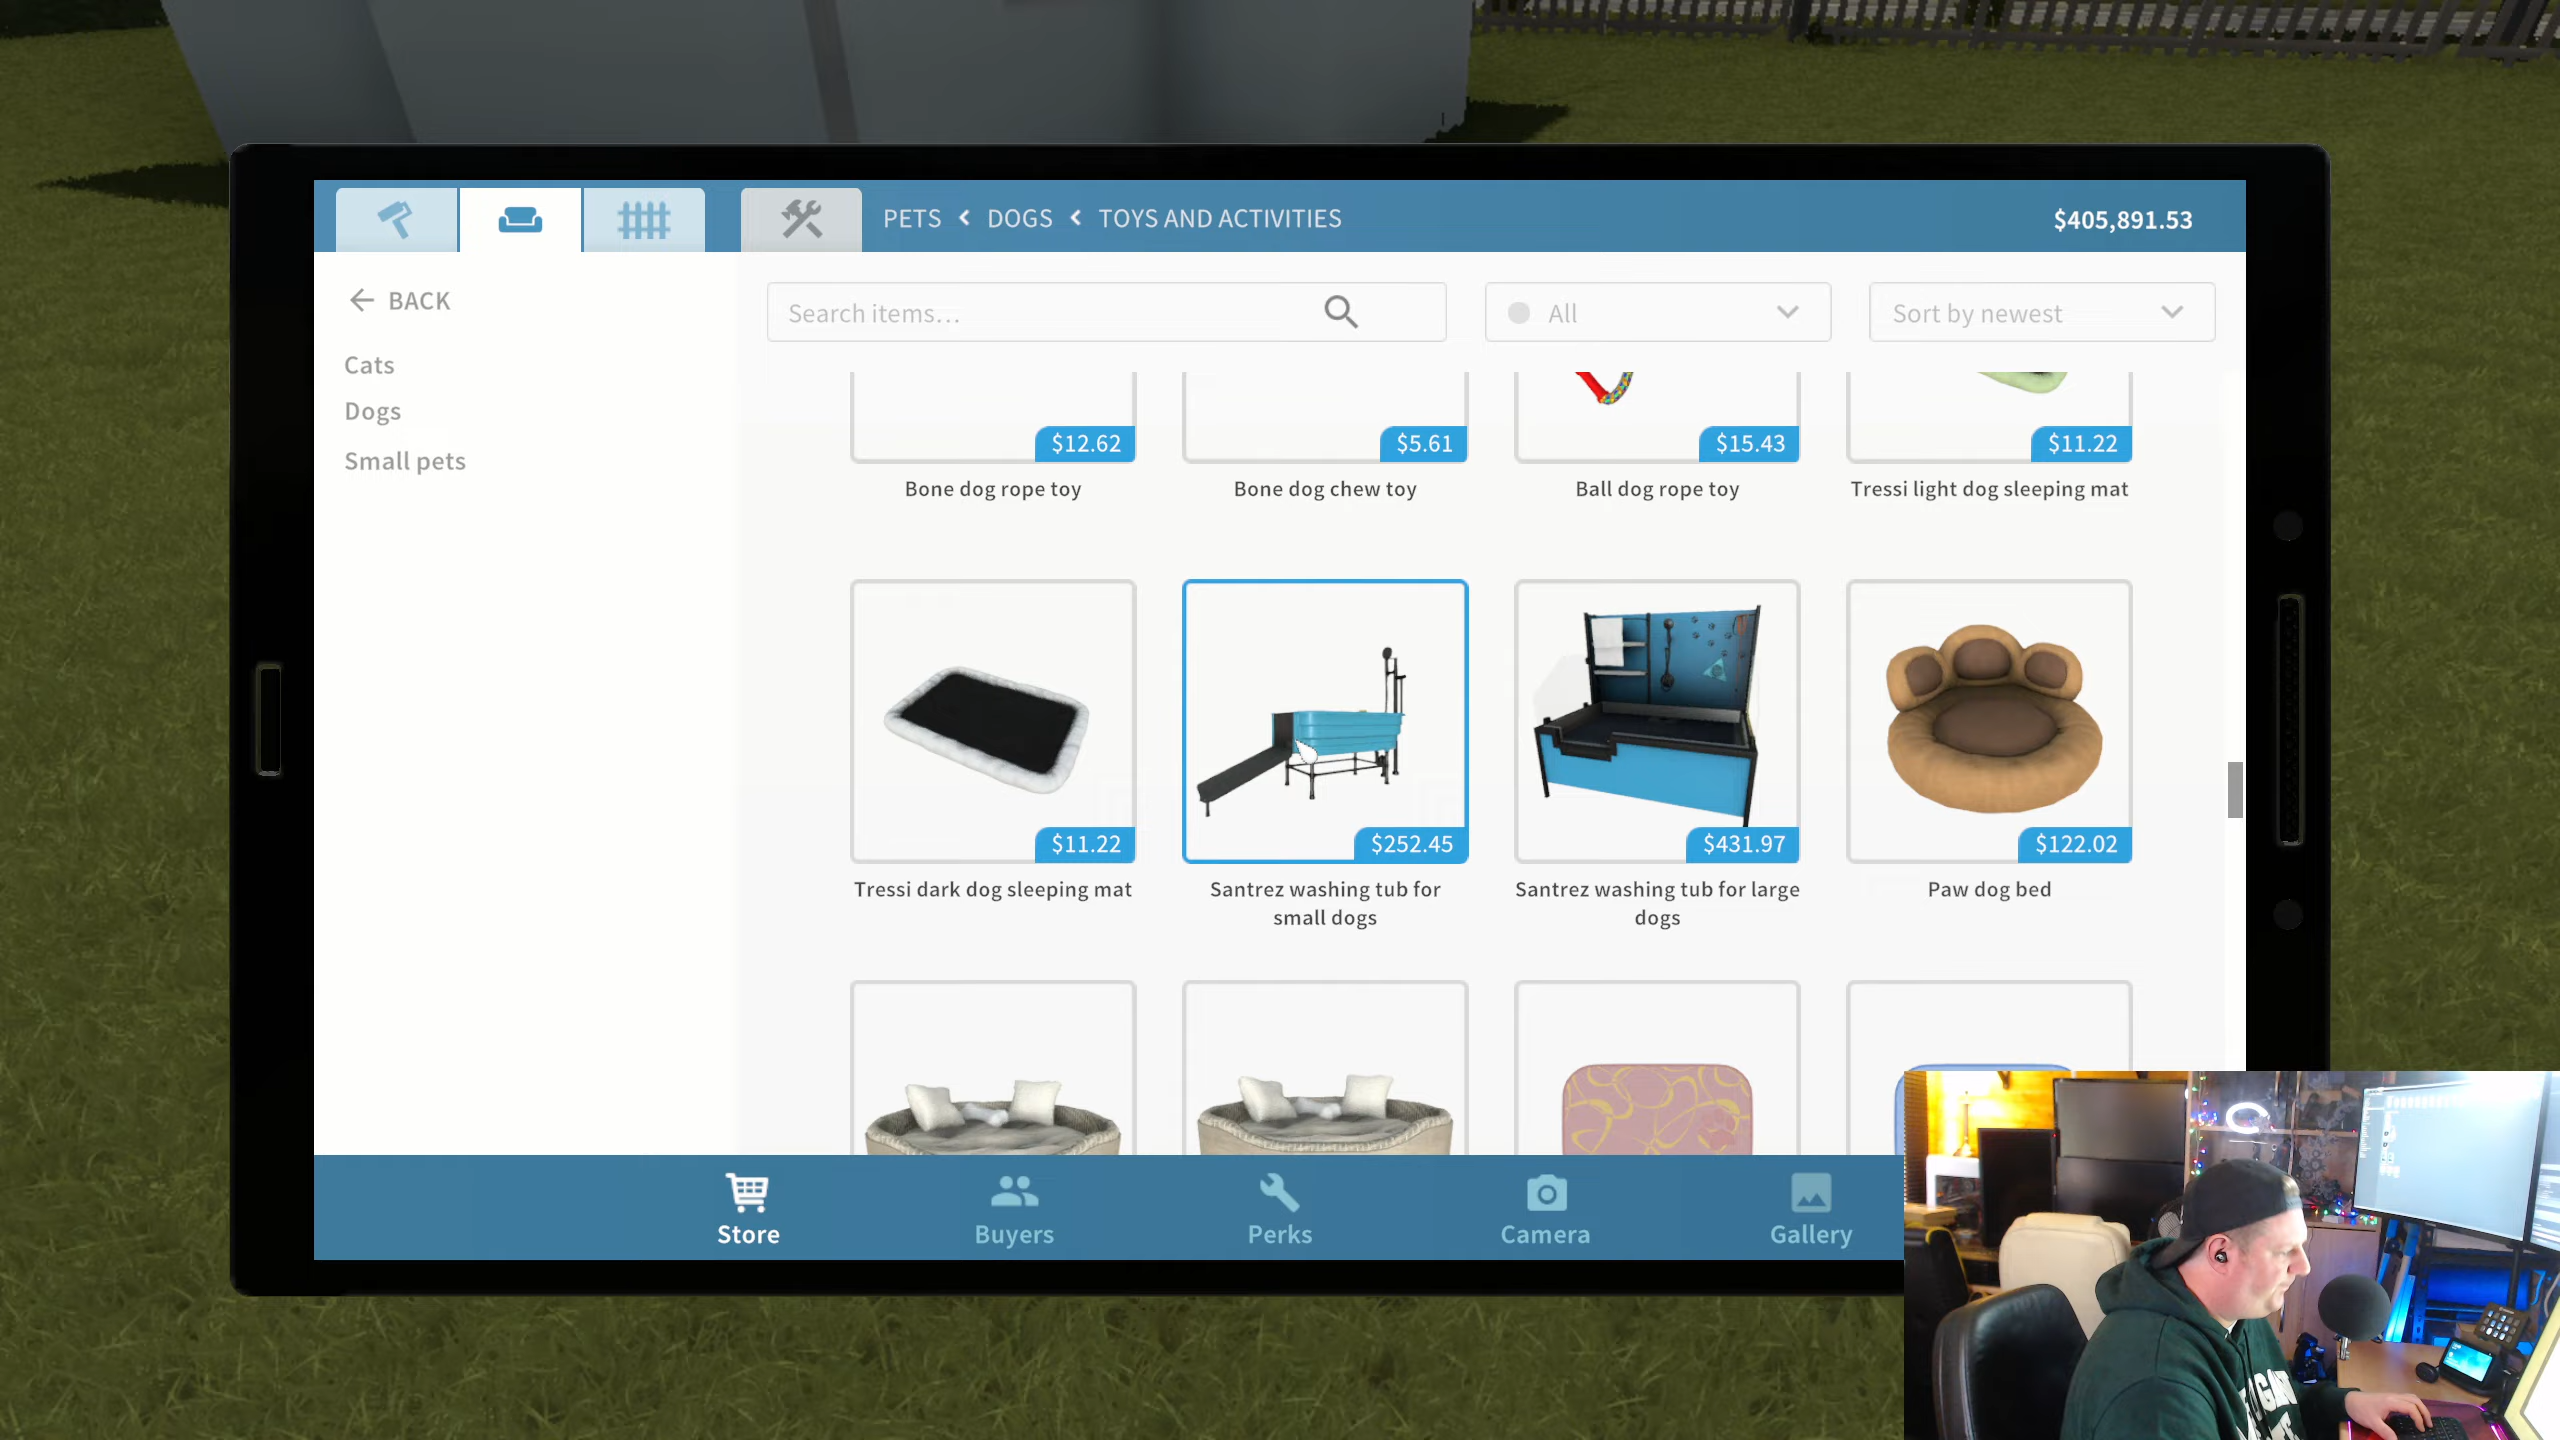 PETS < DOGS < TOYS AND ACTIVITIES
$405,891.53
BACK
Cats
Dogs
Small pets
Search items...
All
Sort by newest
$12.62
$5.61
$15.43
$11.22
Bone dog rope toy
Bone dog chew toy
Ball dog rope toy
Tressi light dog sleeping mat
$11.22
$252.45
$431.97
$122.02
Tressi dark dog sleeping mat
Santrez washing tub for
small dogs
Santrez washing tub for large
dogs
Paw dog bed
Store
Buyers
Perks
Camera
Gallery